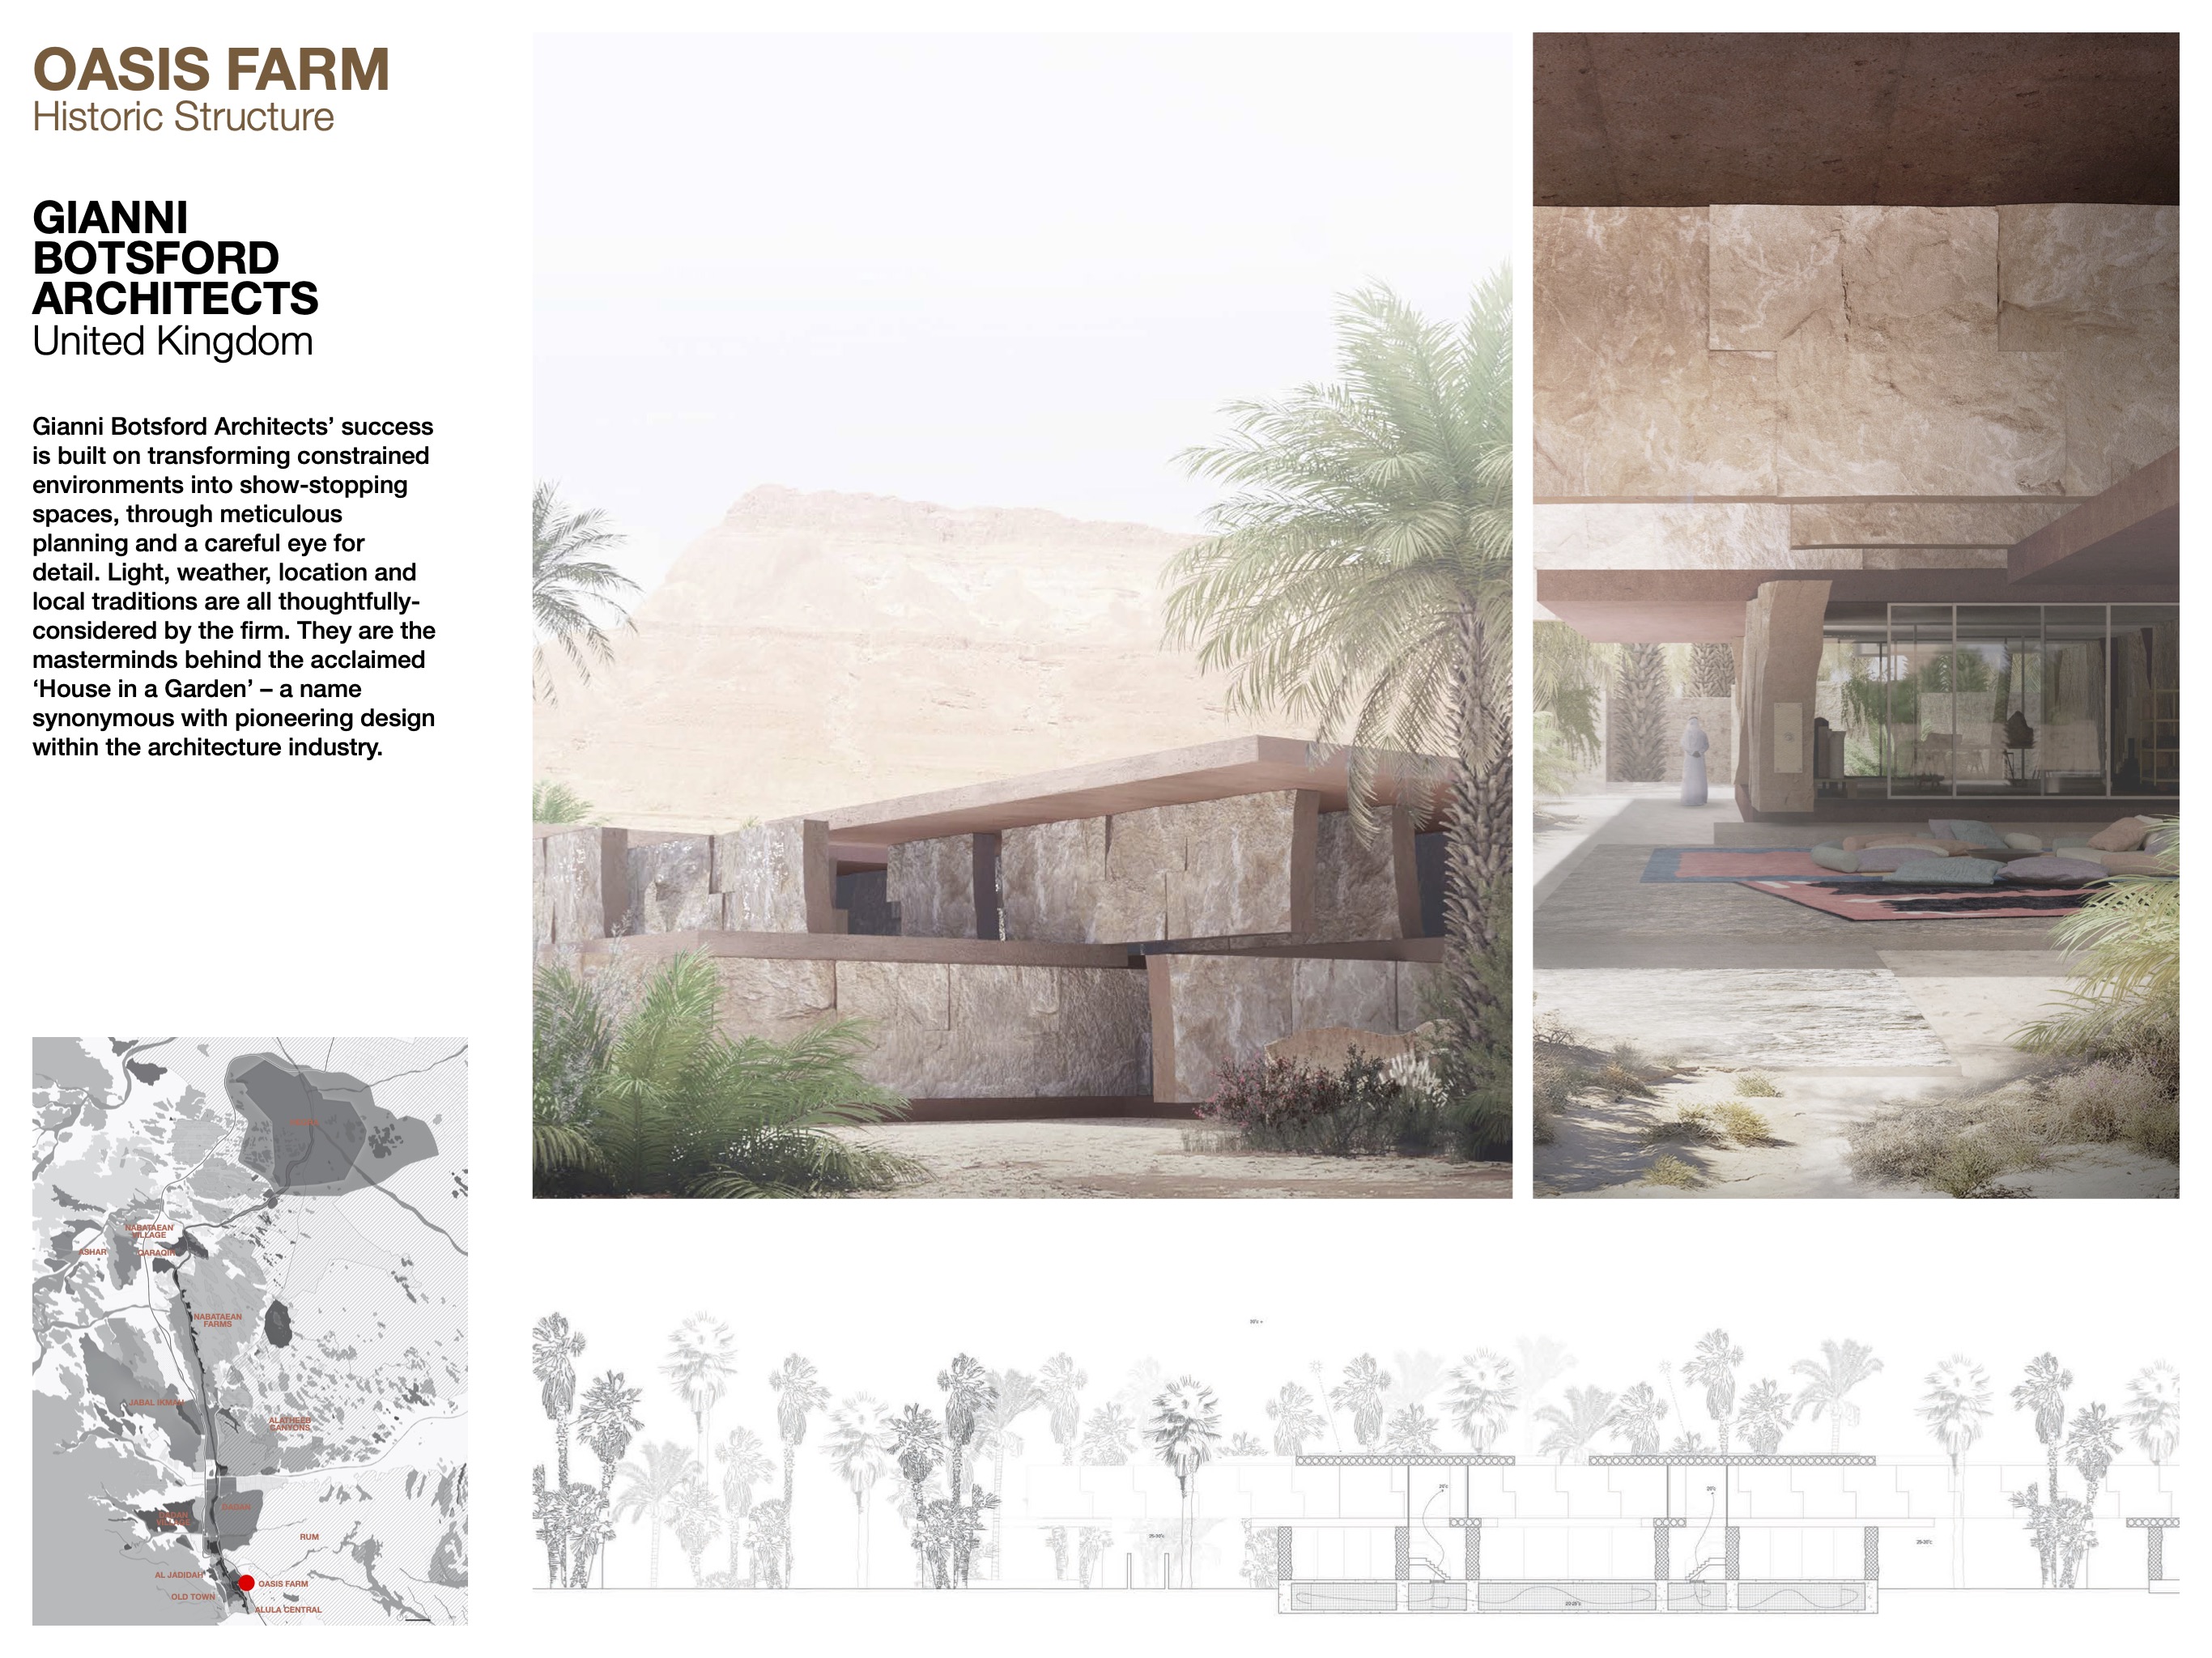 OASIS FARM
Historic Structure
GIANNI
BOTSFORD
ARCHITECTS
United Kingdom
Gianni Botsford Architects’ success
is built on transforming constrained
environments into show-stopping
spaces, through meticulous
planning and a careful eye for
detail. Light, weather, location and
local traditions are all thoughtfully-
considered by the firm. They are the
masterminds behind the acclaimed
‘House in a Garden’ – a name
synonymous with pioneering design
within the architecture industry.
NABATAEAN
VILLAGE
ASHAR
QARAQIR
NABATAEAN
FARMS
JABAL IKMAH
ALATHEEB
CANYONS
DADAN
DADAN
VILLAGE
RUM
AL JADIDAH
OASIS FARM
OLD TOWN
ALULA CENTRAL